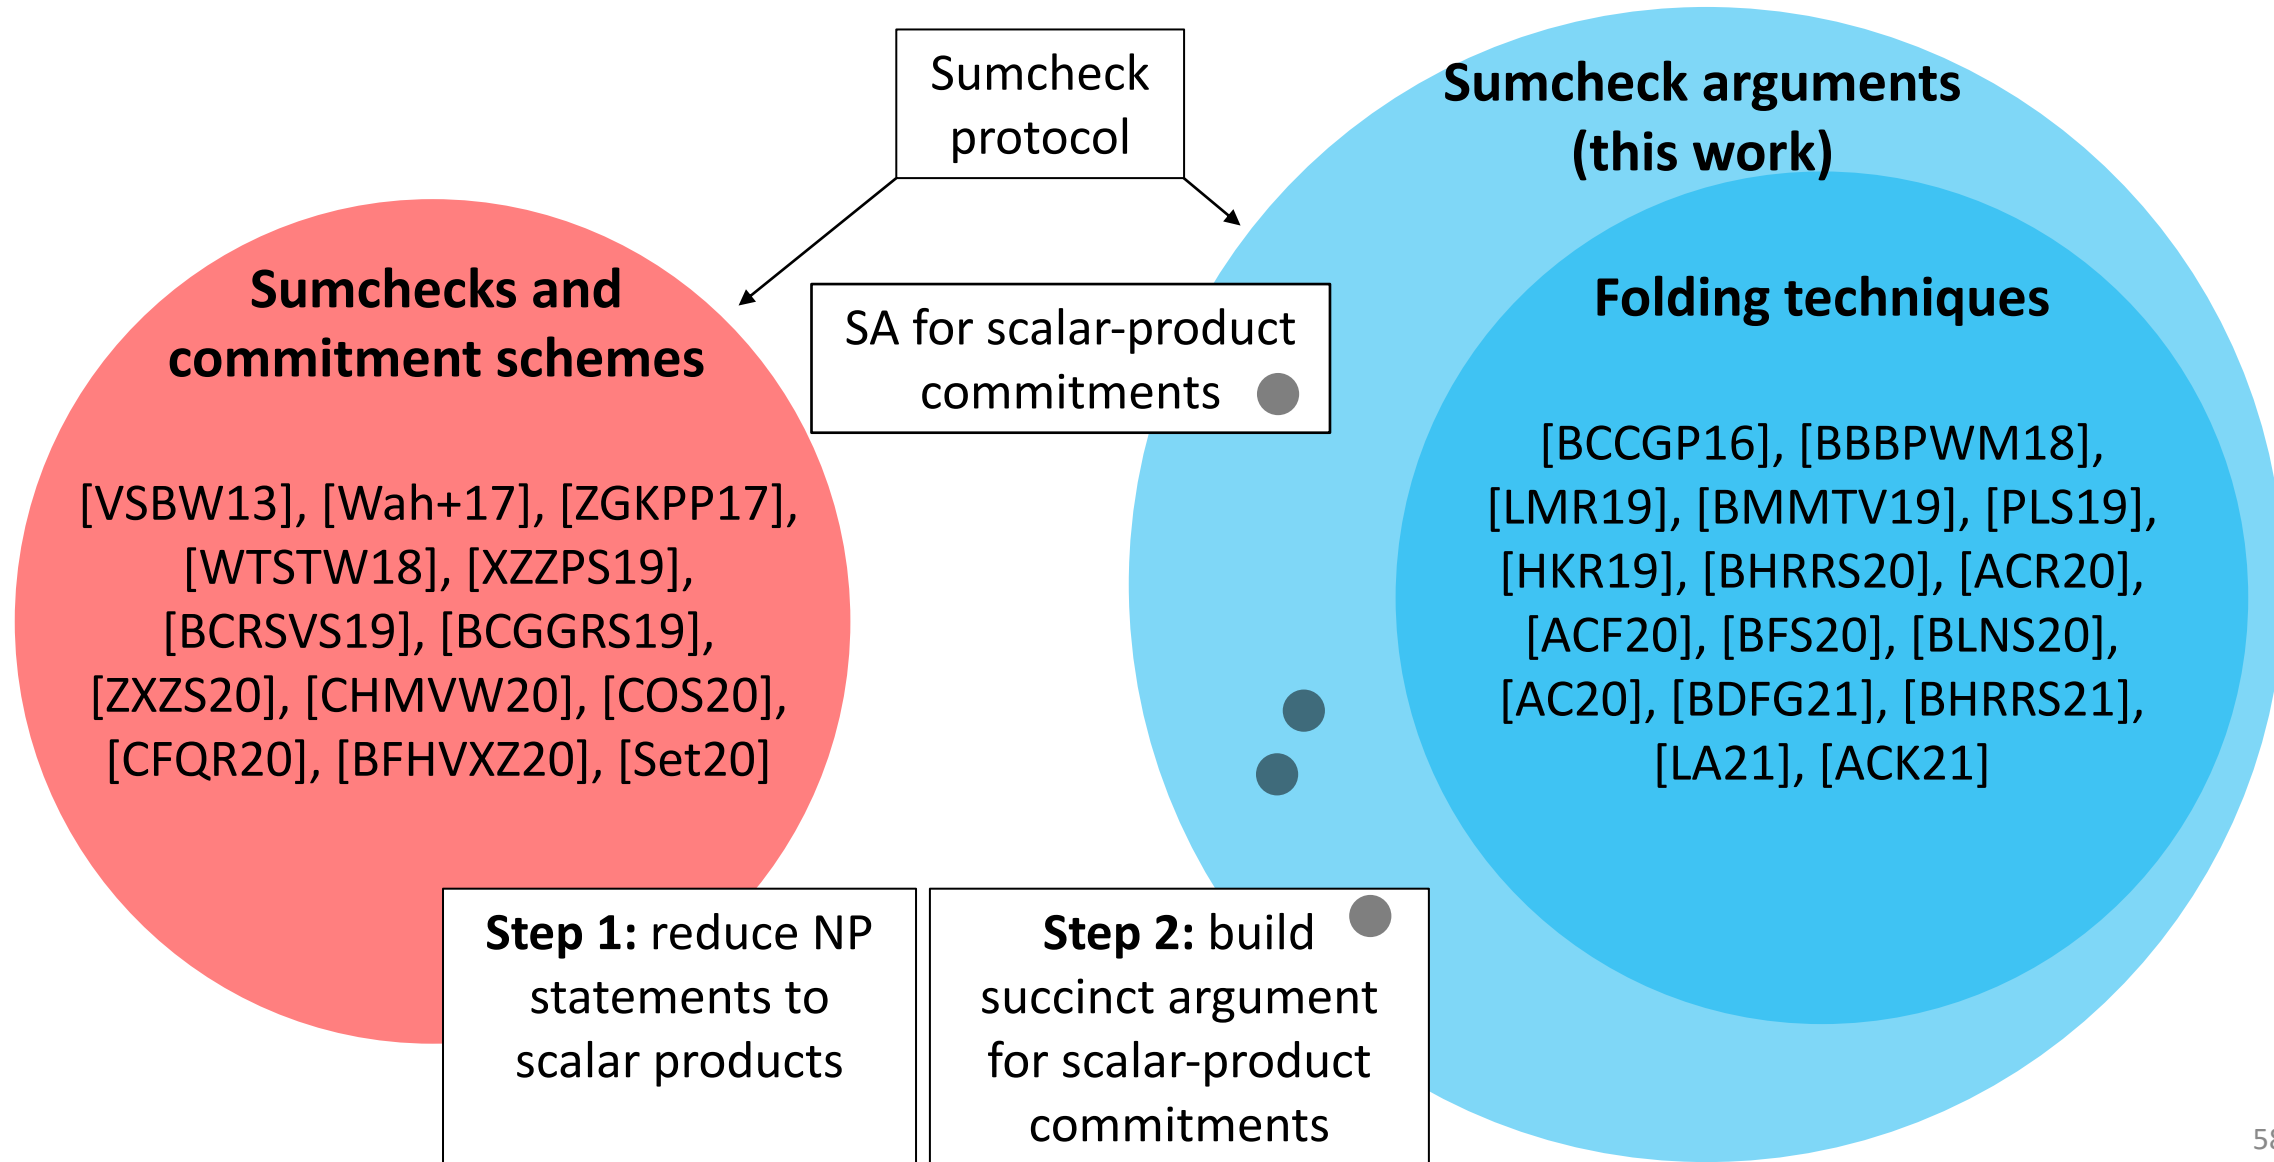 Sumcheck
protocol
Sumcheck arguments
(this work)
Sumchecks and
commitment schemes
SA for scalar-product
commitments
Folding techniques
[VSBW13], [Wah+17], [ZGKPP17],
[WTSTW18], [XZZPS19],
[BCRSVS19], [BCGGRS19],
[ZXZS20], [CHMVW20], [COS20],
[CFQR20], [BFHVXZ20], [Set20]
[BCCGP16], [BBBPWM18],
[LMR19], [BMMTV19], [PLS19],
[HKR19], [BHRRS20], [ACR20],
[ACF20], [BFS20], [BLNS20],
[AC20], [BDFG21], [BHRRS21],
[LA21], [ACK21]
Step 1: reduce NP
statements to
scalar products
Step 2: build
succinct argument
for scalar-product
commitments
58